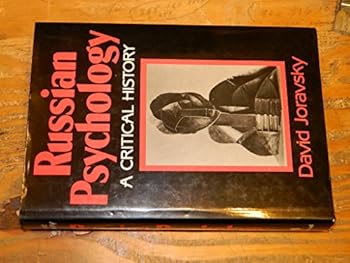 Russian
Psychology
A CRITICAL HISTORY
David Joravsky